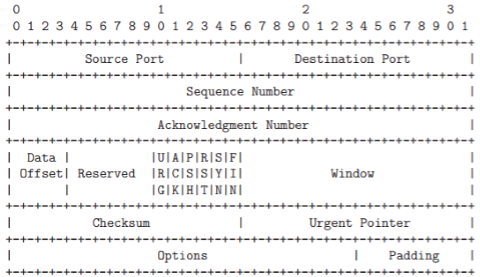 0                   1                   2                   3
0 1 2 3 4 5 6 7 8 9 0 1 2 3 4 5 6 7 8 9 0 1 2 3 4 5 6 7 8 9 0 1
+-+-+-+-+-+-+-+-+-+-+-+-+-+-+-+-+-+-+-+-+-+-+-+-+-+-+-+-+-+-+-+-+
| Source Port | Destination Port |
+-+-+-+-+-+-+-+-+-+-+-+-+-+-+-+-+-+-+-+-+-+-+-+-+-+-+-+-+-+-+-+-+
| Sequence Number |
+-+-+-+-+-+-+-+-+-+-+-+-+-+-+-+-+-+-+-+-+-+-+-+-+-+-+-+-+-+-+-+-+
| Acknowledgment Number |
+-+-+-+-+-+-+-+-+-+-+-+-+-+-+-+-+-+-+-+-+-+-+-+-+-+-+-+-+-+-+-+-+
| Data | |U|A|P|R|S|F| |
| Offset| Reserved |R|C|S|S|Y|I| Window |
| | |G|K|H|T|N|N| |
+-+-+-+-+-+-+-+-+-+-+-+-+-+-+-+-+-+-+-+-+-+-+-+-+-+-+-+-+-+-+-+-+
| Checksum | Urgent Pointer |
+-+-+-+-+-+-+-+-+-+-+-+-+-+-+-+-+-+-+-+-+-+-+-+-+-+-+-+-+-+-+-+-+
| Options | Padding |
+-+-+-+-+-+-+-+-+-+-+-+-+-+-+-+-+-+-+-+-+-+-+-+-+-+-+-+-+-+-+-+-+